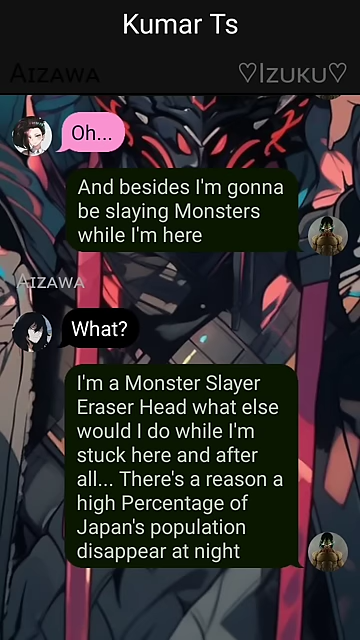 Kumar Ts
AIZAWA
♡IZUKU♡
Oh...
And besides I'm gonna
be slaying Monsters
while I'm here
AIZAWA
What?
I'm a Monster Slayer
Eraser Head what else
would I do while I'm
stuck here and after
all... There's a reason a
high Percentage of
Japan's population
disappear at night